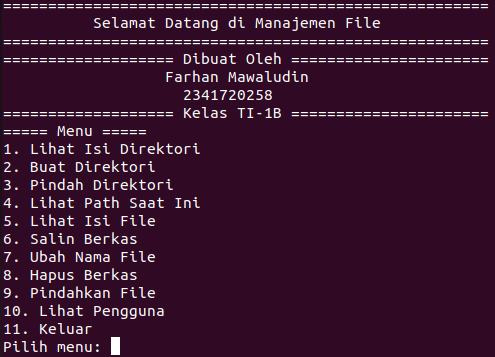 ======================================================
Selamat Datang di Manajemen File
======================================================
=================== Dibuat Oleh ======================
Farhan Mawaludin
2341720258
=================== Kelas TI-1B ======================
===== Menu =====
1. Lihat Isi Direktori
2. Buat Direktori
3. Pindah Direktori
4. Lihat Path Saat Ini
5. Lihat Isi File
6. Salin Berkas
7. Ubah Nama File
8. Hapus Berkas
9. Pindahkan File
10. Lihat Pengguna
11. Keluar
Pilih menu: